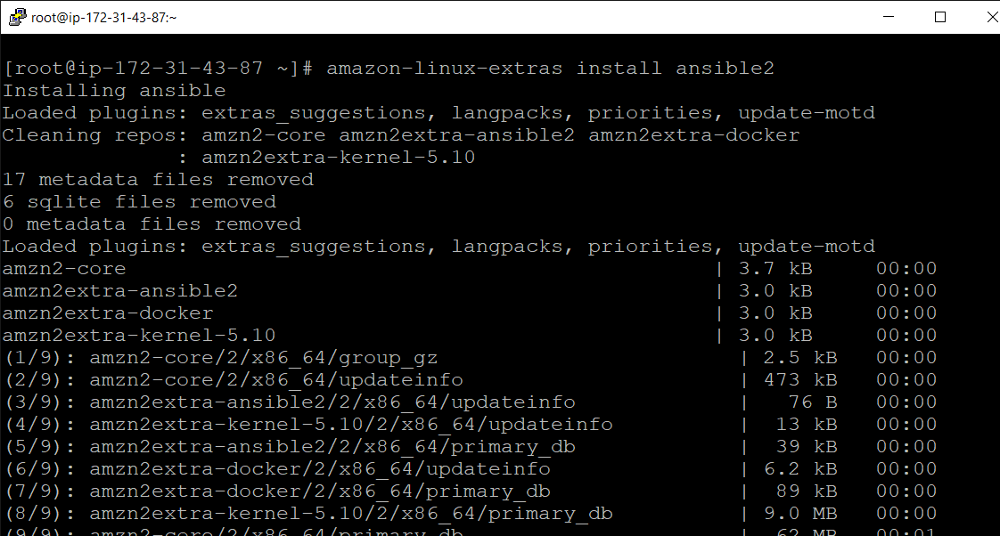 root@ip-172-31-43-87:~
[root@ip-172-31-43-87 ~]# amazon-linux-extras install ansible2
Installing ansible
Loaded plugins: extras_suggestions, langpacks, priorities, update-motd
Cleaning repos: amzn2-core amzn2extra-ansible2 amzn2extra-docker
              : amzn2extra-kernel-5.10
17 metadata files removed
6 sqlite files removed
0 metadata files removed
Loaded plugins: extras_suggestions, langpacks, priorities, update-motd
amzn2-core | 3.7 kB 00:00
amzn2extra-ansible2 | 3.0 kB 00:00
amzn2extra-docker | 3.0 kB 00:00
amzn2extra-kernel-5.10 | 3.0 kB 00:00
(1/9): amzn2-core/2/x86_64/group_gz | 2.5 kB 00:00
(2/9): amzn2-core/2/x86_64/updateinfo | 473 kB 00:00
(3/9): amzn2extra-ansible2/2/x86_64/updateinfo | 76 B 00:00
(4/9): amzn2extra-kernel-5.10/2/x86_64/updateinfo | 13 kB 00:00
(5/9): amzn2extra-ansible2/2/x86_64/primary_db | 39 kB 00:00
(6/9): amzn2extra-docker/2/x86_64/updateinfo | 6.2 kB 00:00
(7/9): amzn2extra-docker/2/x86_64/primary_db | 89 kB 00:00
(8/9): amzn2extra-kernel-5.10/2/x86_64/primary_db | 9.0 MB 00:00
(9/9): amzn2-core/2/x86_64/primary_db | 62 MB 00:01